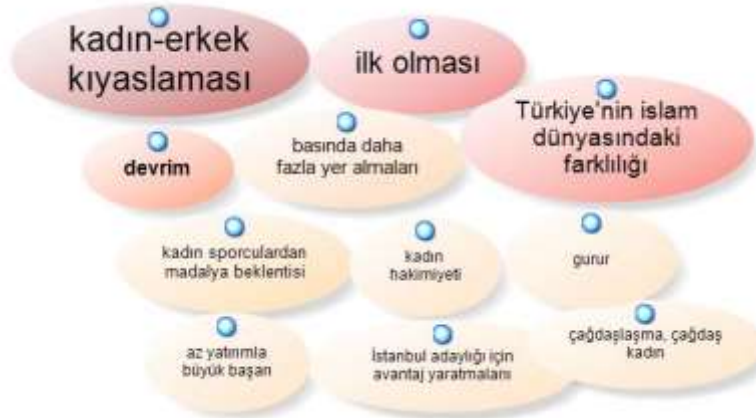 kadın-erkek
kıyaslaması
ilk olması
Türkiye'nin islam
dünyasındaki
farklılığı
devrim
basında daha
fazla yer almaları
kadın sporculardan
madalya beklentisi
kadın
hakimiyeti
gurur
az yatırımla
büyük başarı
İstanbul adaylığı için
avantaj yaratmaları
çağdaşlaşma, çağdaş
kadın